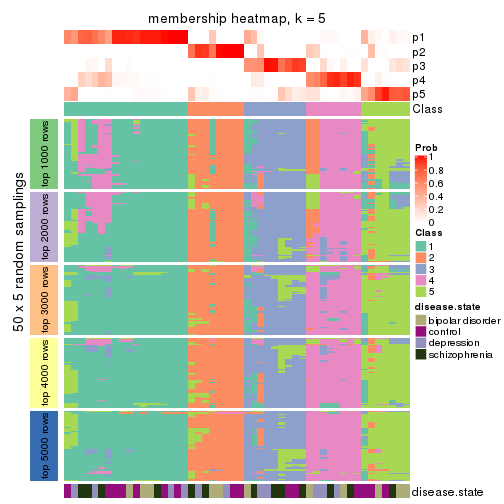 membership heatmap, k = 5
p1
p2
p3
p4
p5
Class
50 x 5 random samplings
top 1000 rows
top 2000 rows
top 3000 rows
top 4000 rows
top 5000 rows
Prob
1
0.8
0.6
0.4
0.2
0
Class
1
2
3
4
5
disease.state
bipolar disorder
control
depression
schizophrenia
disease.state